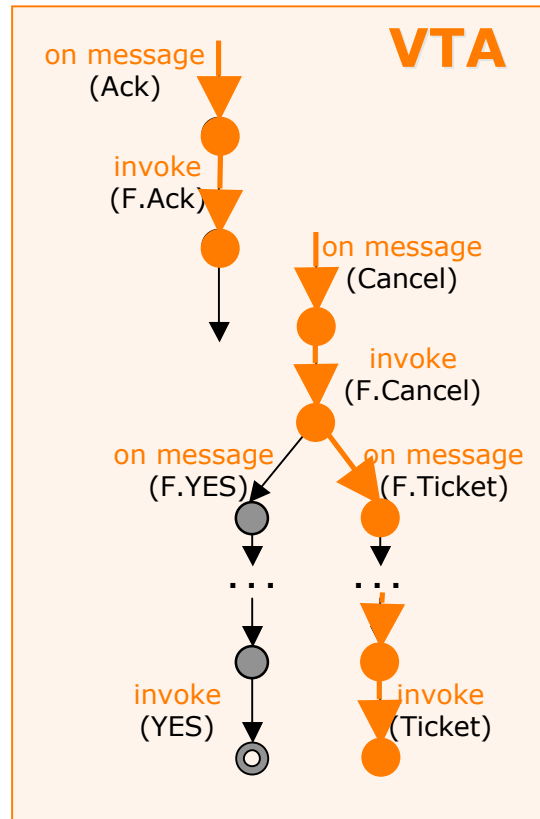 VTA
on message
(Ack)
invoke
(F.Ack)
on message
(Cancel)
invoke
(F.Cancel)
on message
(F.YES)
on message
(F.Ticket)
...
...
invoke
(YES)
invoke
(Ticket)